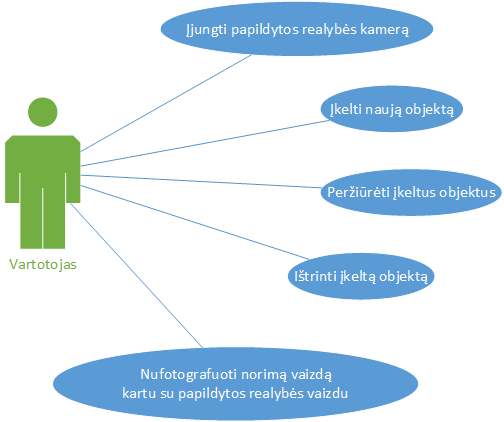 Įjungti papildytos realybės kamerą
Įkelti naują objektą
Peržiūrėti įkeltus objektus
Ištrinti įkeltą objektą
Vartotojas
Nufotografuoti norimą vaizdą
kartu su papildytos realybės vaizdu